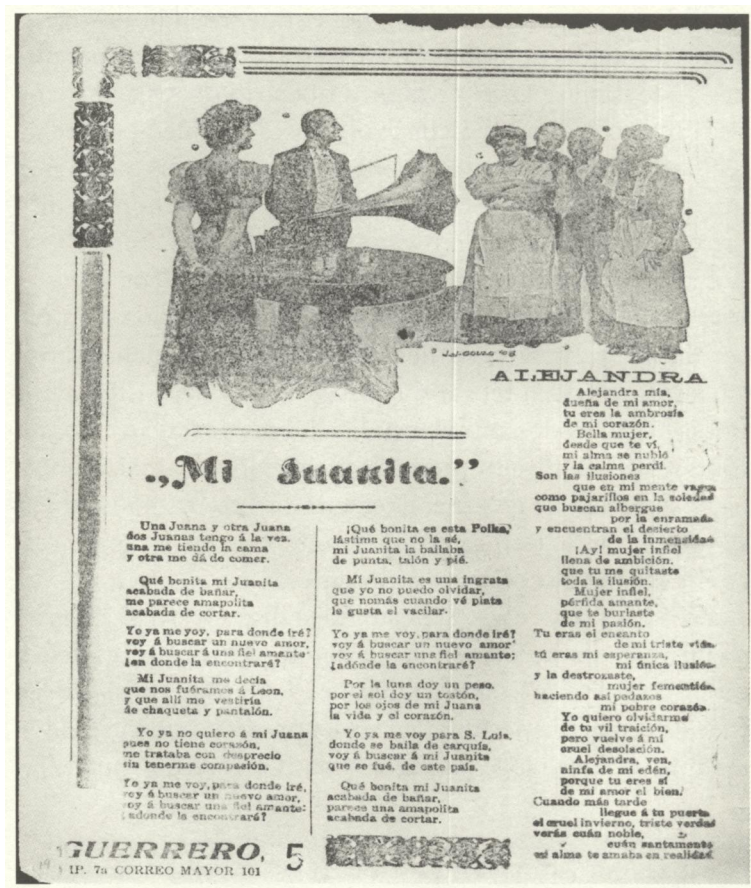 J.N. GOULD '08
ALEJANDRA
Alejandra mia,
dueña de mi amor,
tu eres la ambrosía
de mi corazón.
Bella mujer,
desde que te ví,
mi alma se nubló
y la calma perdí.
Son las ilusiones
que en mi mente vagan
como pajarillos en la soledad
que buscan albergue
por la enramada
y encuentran el decierto
de la inmensidad
¡Ay! mujer infiel
llena de ambición,
que tu me quitaste
toda la ilusión.
Mujer infiel,
pérfida amante,
que te burlaste
de mi pasión.
Tu eras el encanto
de mi triste vida,
tú eras mi esperanza,
mi única ilusión
y la destrozaste,
mujer fementida,
haciendo asi pedazos
mi pobre corazón.
Yo quiero olvidarme
de tu vil traición,
pero vuelve á mi
cruel desolación.
Alejandra, ven,
ninfa de mi edén,
porque tu eres sí
de mi amor el bien.
Cuando más tarde
llegue á tu puerta
el cruel invierno, triste verdad
verás cuán noble,
cuán santamente
mi alma te amaba en realidad.
„Mi Juanita.”
Una Juana y otra Juana
dos Juanas tengo á la vez.
una me tiende la cama
y otra me dá de comer.
Qué bonita mi Juanita
acabada de bañar,
me parece amapolita
acabada de cortar.
Yo ya me voy, para donde iré?
voy á buscar un nuevo amor,
voy á buscar una fiel amante
¿en donde la encontraré?
Mi Juanita me decia
que nos fuéramos á Leon,
y que allí me vestiria
de chaqueta y pantalón.
Yo ya no quiero á mi Juana
pues no tiene corazón,
me trataba con desprecio
sin tenerme compasión.
Yo ya me voy, para donde iré,
voy á buscar un nuevo amor,
voy á buscar una fiel amante:
¿adonde la encontraré?
¡Qué bonita es esta Polka,
lástima que no la sé,
mi Juanita la bailaba
de punta, talón y pié.
Mi Juanita es una ingrata
que yo no puedo olvidar,
que nomás cuando vé plata
le gusta el vacilar.
Yo ya me voy, para donde iré?
voy á buscar un nuevo amor
voy á buscar una fiel amante;
¿adónde la encontraré?
Por la luna doy un peso,
por el sol doy un tostón,
por los ojos de mi Juana
la vida y el corazón.
Yo ya me voy para S. Luis,
donde se baila de carquis,
voy á buscar á mi Juanita
que se fué, de este pais.
Qué bonita mi Juanita
acabada de bañar,
parece una amapolita
acabada de cortar.
GUERRERO, 5
IP. 7a CORREO MAYOR 101